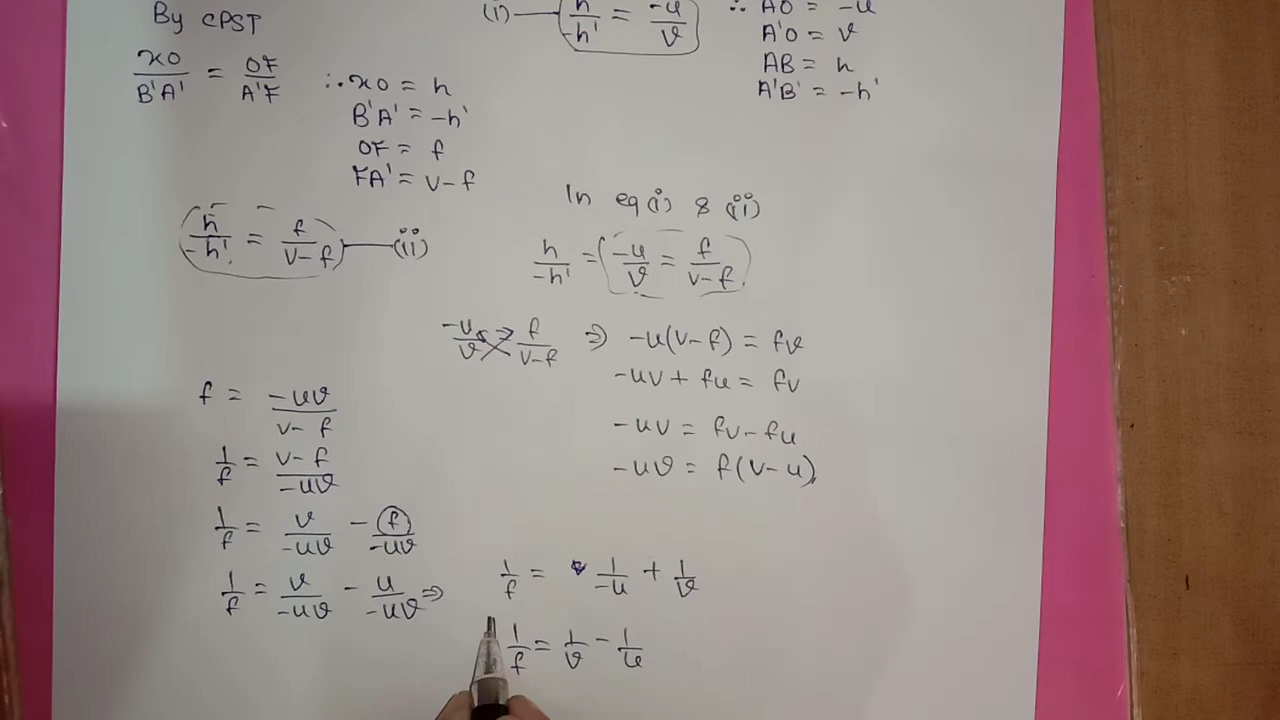 By CPST
xo/B'A' = OF/A'F
∴ xo = h
B'A' = -h'
OF = f
FA' = v-f
(h/-h' = f/v-f) —(ii)
(i) — h/-h' = -u/v
∴ AO = -u
A'O = v
AB = h
A'B' = -h'
In eq (i) & (ii)
h/-h' = (-u/v = f/v-f)
-u/v f/v-f ⇒ -u(v-f) = fv
-uv + fu = fv
-uv = fv - fu
-uv = f(v-u)
f = -uv/v-f
1/f = v-f/-uv
1/f = v/-uv - f/-uv
1/f = v/-uv - u/-uv ⇒
1/f = 1/-u + 1/v
1/f = 1/v - 1/u